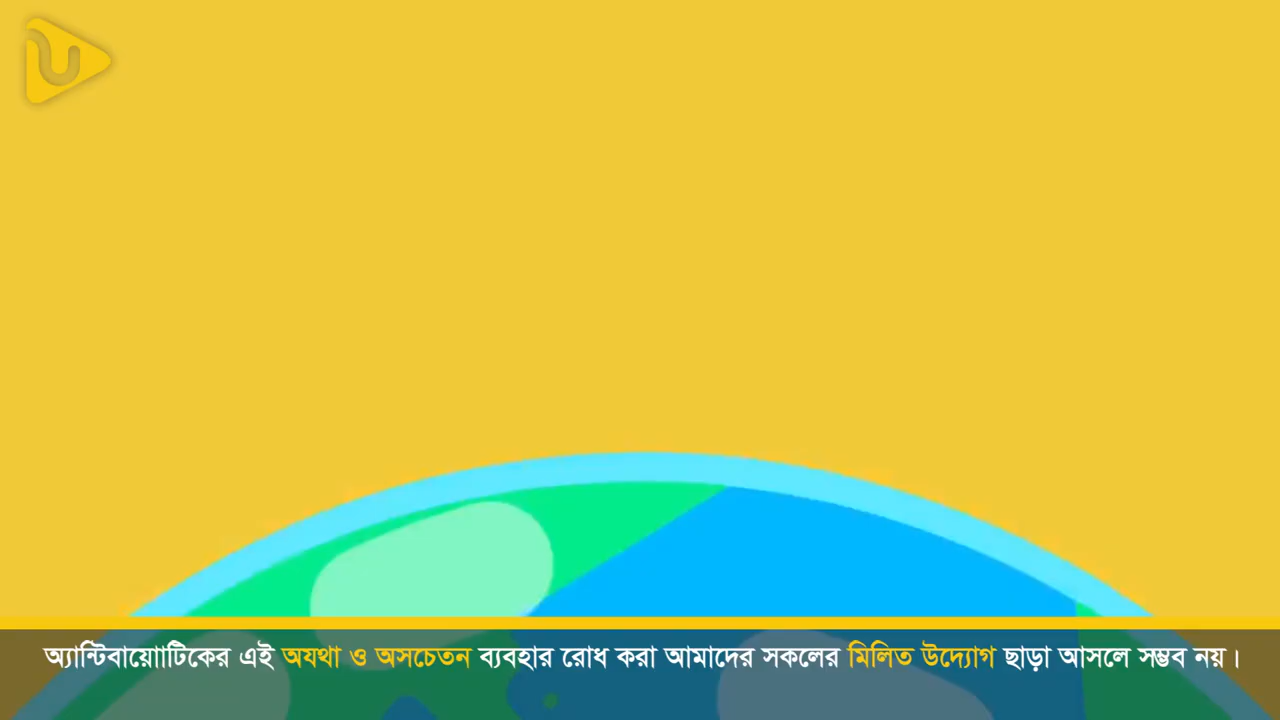 অ্যান্টিবায়োাটিকের এই অযথা ও অসচেতন ব্যবহার রোধ করা আমাদের সকলের মিলিত উদ্যোগ ছাড়া আসলে সম্ভব নয়।